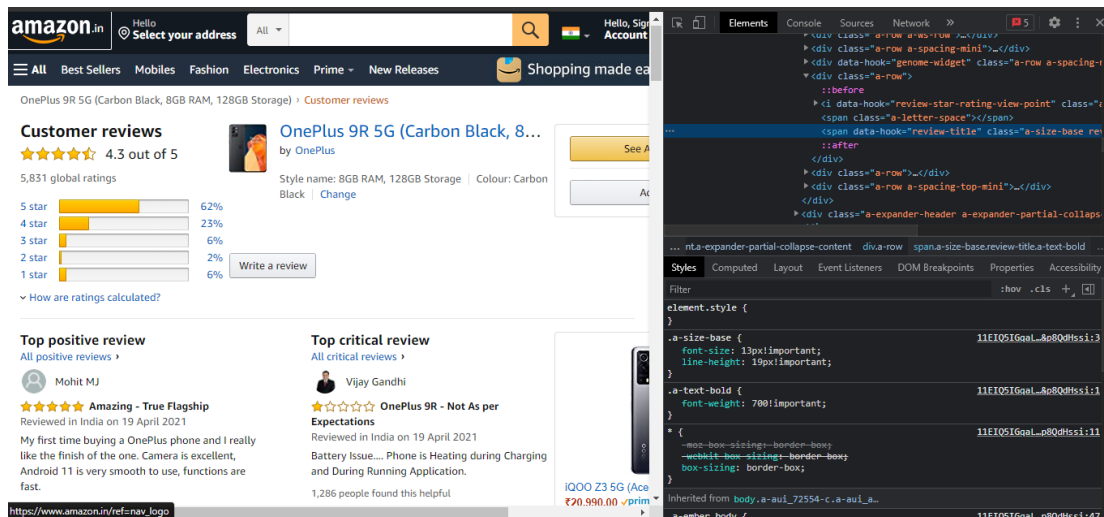 amazon.in
Hello
Select your address
All
Hello, Sign
Account
All Best Sellers Mobiles Fashion Electronics Prime New Releases
Shopping made ea
OnePlus 9R 5G (Carbon Black, 8GB RAM, 128GB Storage) › Customer reviews
Customer reviews
4.3 out of 5
5,831 global ratings
5 star 62%
4 star 23%
3 star 6%
2 star 2%
1 star 6%
How are ratings calculated?
OnePlus 9R 5G (Carbon Black, 8...
by OnePlus
Style name: 8GB RAM, 128GB Storage | Colour: Carbon
Black | Change
Write a review
See A
Ad
Top positive review
All positive reviews ›
Mohit MJ
Amazing - True Flagship
Reviewed in India on 19 April 2021
My first time buying a OnePlus phone and I really
like the finish of the one. Camera is excellent,
Android 11 is very smooth to use, functions are
fast.
Top critical review
All critical reviews ›
Vijay Gandhi
OnePlus 9R - Not As per
Expectations
Reviewed in India on 19 April 2021
Battery Issue.... Phone is Heating during Charging
and During Running Application.
1,286 people found this helpful
iQOO Z3 5G (Ace
₹20,990.00 prim
https://www.amazon.in/ref=nav_logo
Elements Console Sources Network » 5
<div class="a-row a-ws-row">…</div>
<div class="a-row a-spacing-mini">…</div>
<div data-hook="genome-widget" class="a-row a-spacing-
<div class="a-row">
::before
<i data-hook="review-star-rating-view-point" class="a
<span class="a-letter-space"></span>
<span data-hook="review-title" class="a-size-base rev
::after
</div>
<div class="a-row">…</div>
<div class="a-row a-spacing-top-mini">…</div>
</div>
<div class="a-expander-header a-expander-partial-collaps
... nt.a-expander-partial-collapse-content div.a-row span.a-size-base.review-title.a-text-bold ...
Styles Computed Layout Event Listeners DOM Breakpoints Properties Accessibility
Filter :hov .cls +
element.style {
}
.a-size-base {
font-size: 13px!important;
line-height: 19px!important;
}
.a-text-bold {
font-weight: 700!important;
}
* {
-moz-box-sizing: border-box;
-webkit-box-sizing: border-box;
box-sizing: border-box;
}
Inherited from body.a-aui_72554-c.a-aui_a…